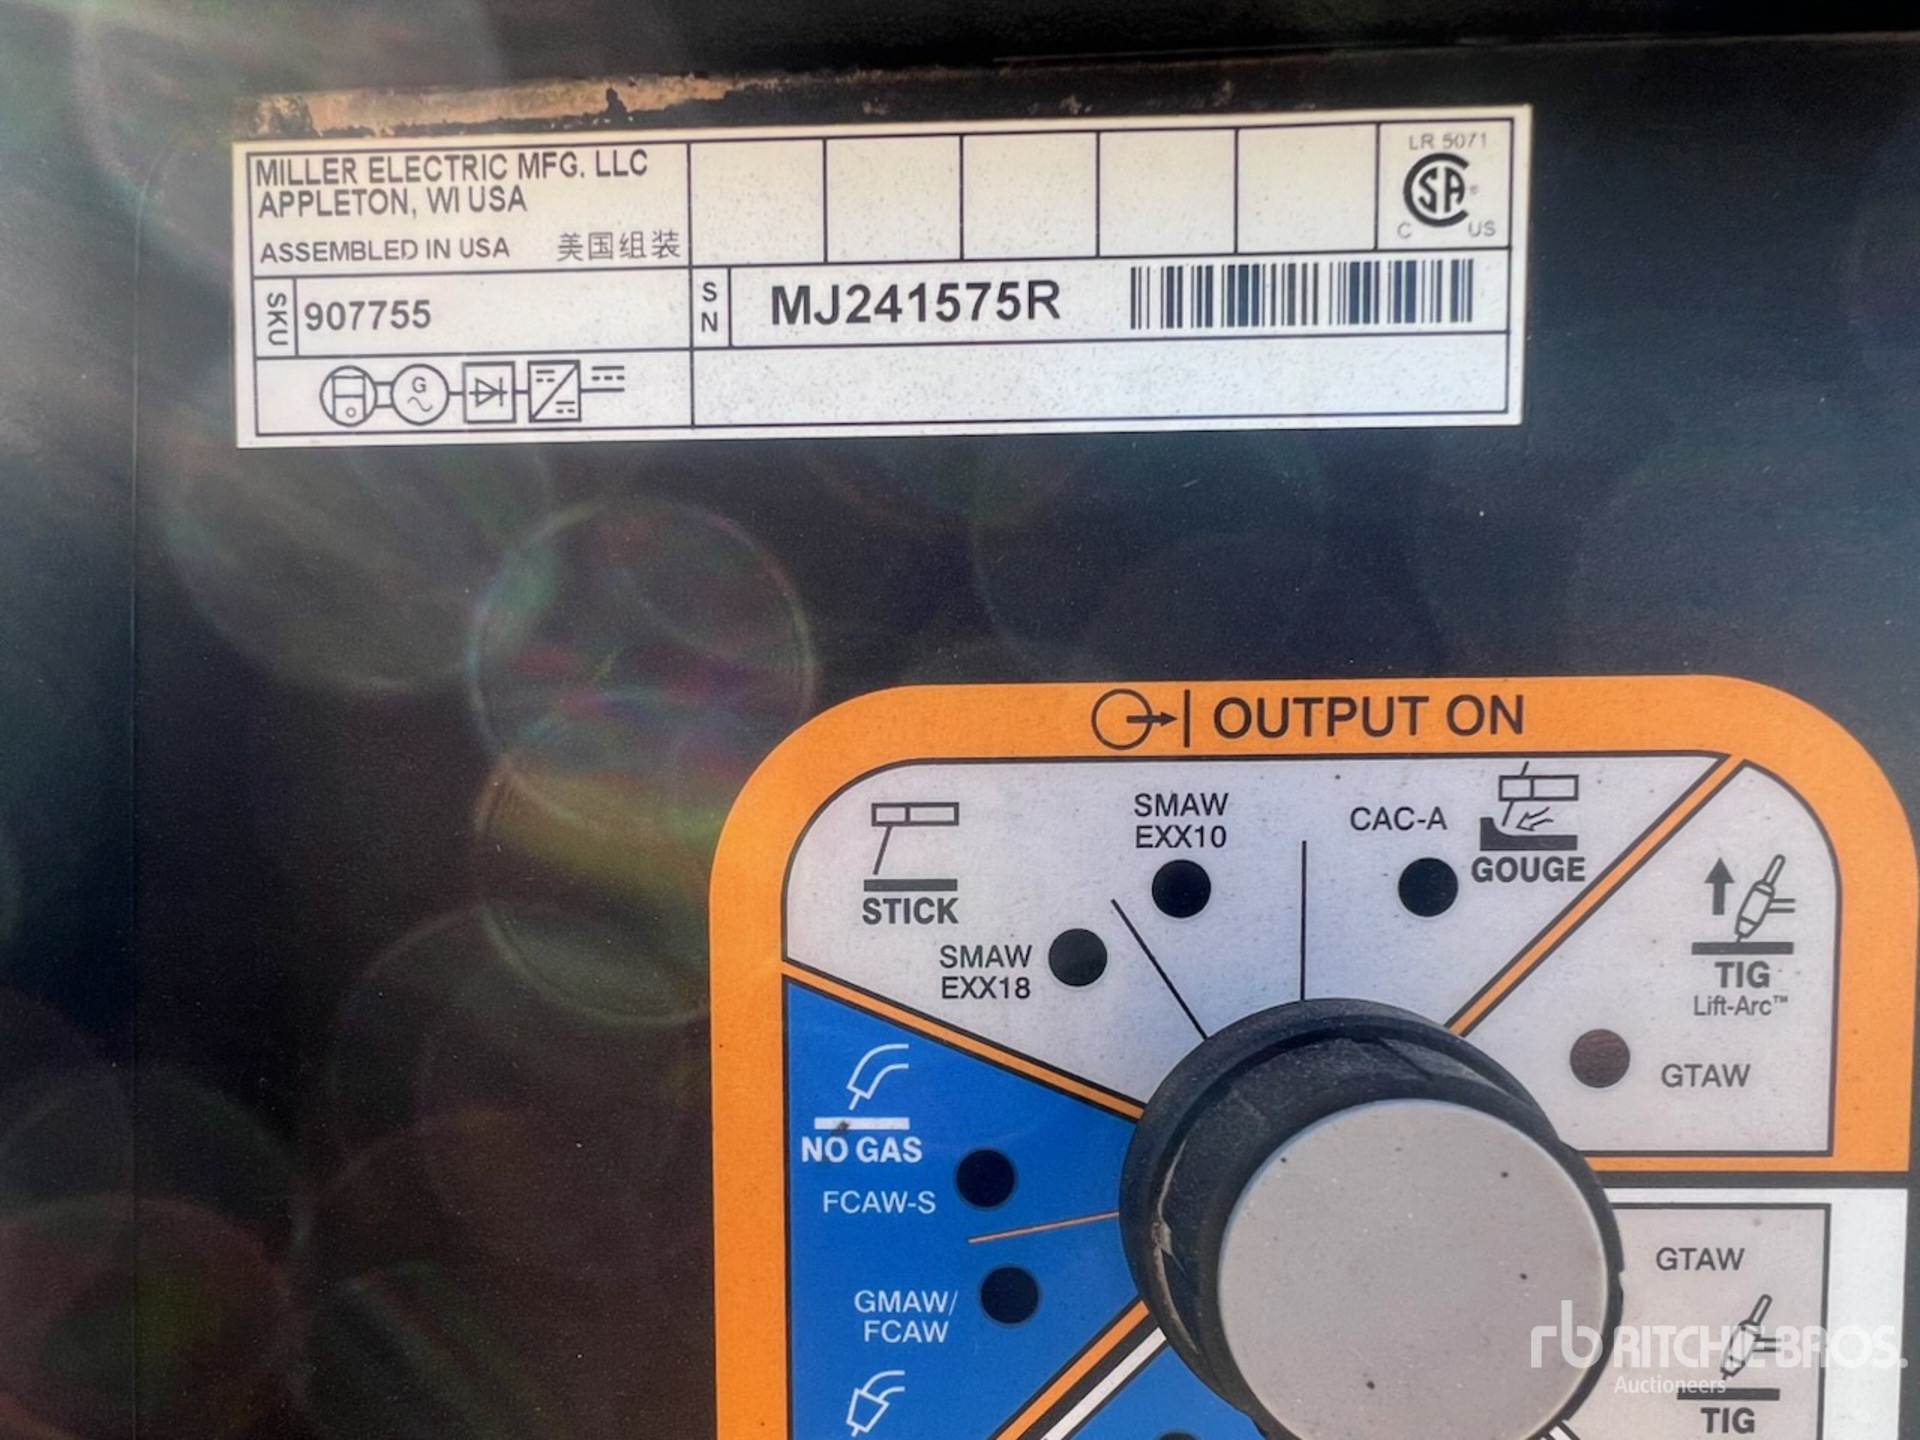 MILLER ELECTRIC MFG. LLC
APPLETON, WI USA
ASSEMBLED IN USA 美国组装
LR 5071
SA®
C US
SKU 907755
SN MJ241575R
G
OUTPUT ON
STICK
SMAW
EXX18
SMAW
EXX10
CAC-A
GOUGE
TIG
Lift-Arc™
GTAW
NO GAS
FCAW-S
GMAW/
FCAW
GTAW
TIG
rb RITCHIE BROS.
Auctioneers